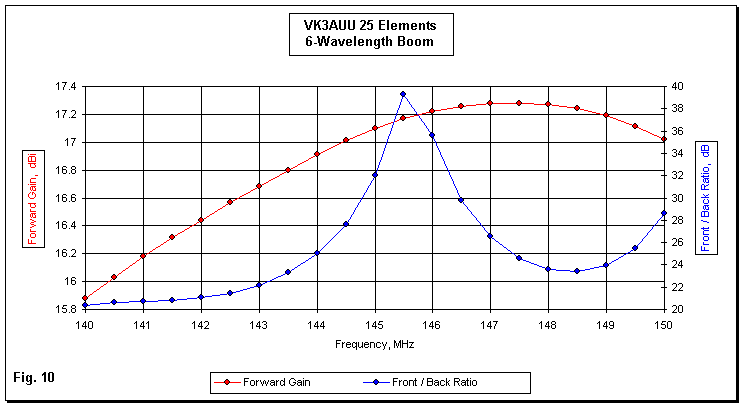 VK3AUU 25 Elements
6-Wavelength Boom
17.4
17.2
17
16.8
16.6
16.4
16.2
16
15.8
Forward Gain, dBi
40
38
36
34
32
30
28
26
24
22
20
Front / Back Ratio, dB
140 141 142 143 144 145 146 147 148 149 150
Frequency, MHz
Fig. 10
Forward Gain Front / Back Ratio